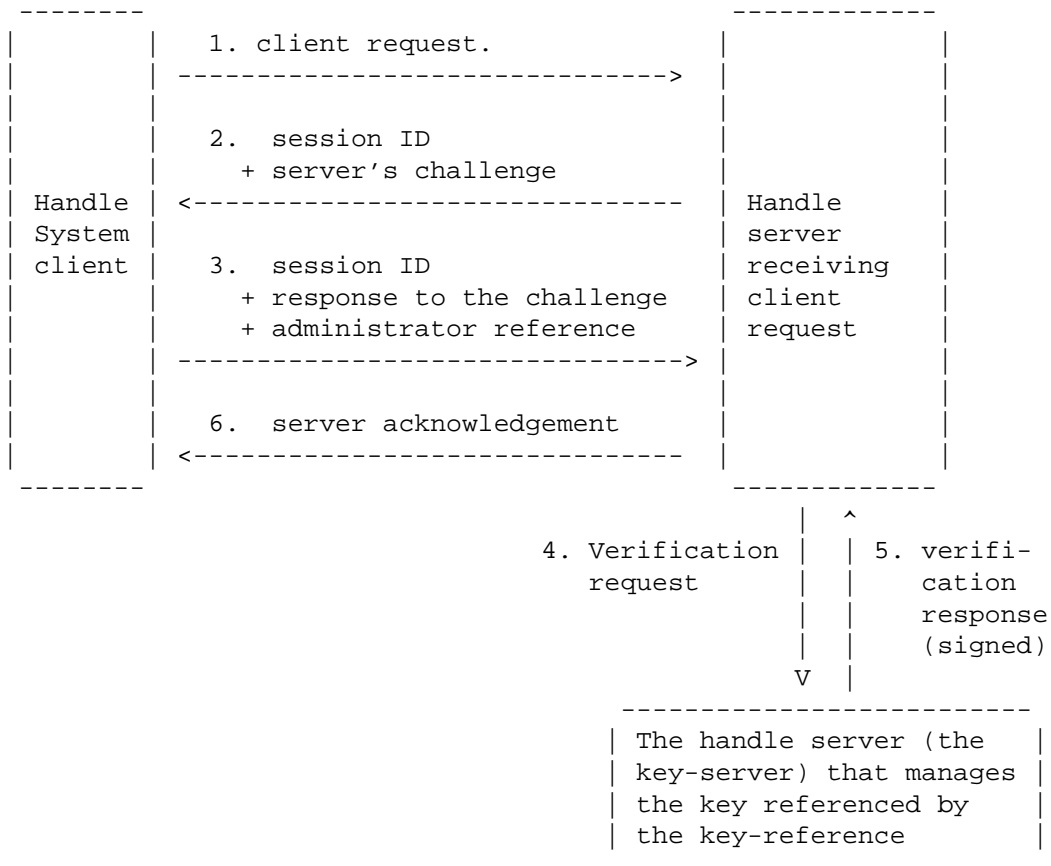 1. client request.
2. session ID
+ server's challenge
Handle
System
client
3. session ID
+ response to the challenge
+ administrator reference
6. server acknowledgement
Handle
server
receiving
client
request
4. Verification
request
5. verifi-
cation
response
(signed)
The handle server (the
key-server) that manages
the key referenced by
the key-reference